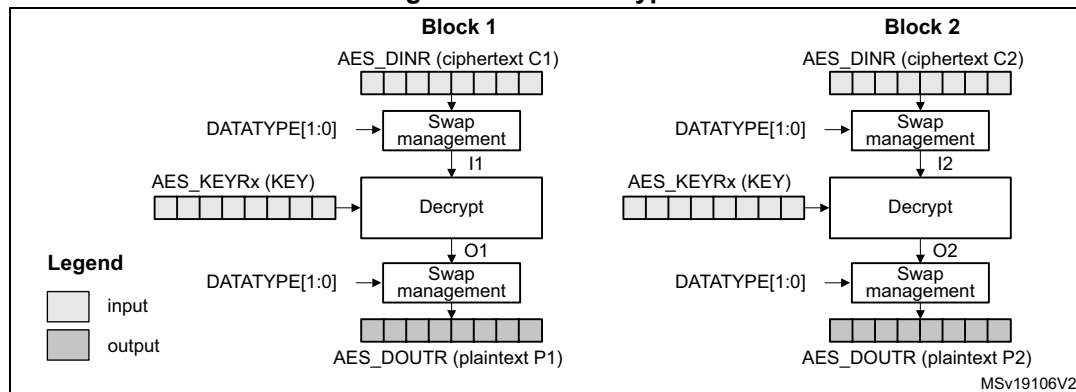 Block 1
Block 2
AES_DINR (ciphertext C1)
AES_DINR (ciphertext C2)
DATATYPE[1:0]
Swap
management
DATATYPE[1:0]
Swap
management
I1
I2
AES_KEYRx (KEY)
AES_KEYRx (KEY)
Decrypt
Decrypt
O1
O2
Legend
DATATYPE[1:0]
Swap
management
DATATYPE[1:0]
Swap
management
input
output
AES_DOUTR (plaintext P1)
AES_DOUTR (plaintext P2)
MSv19106V2